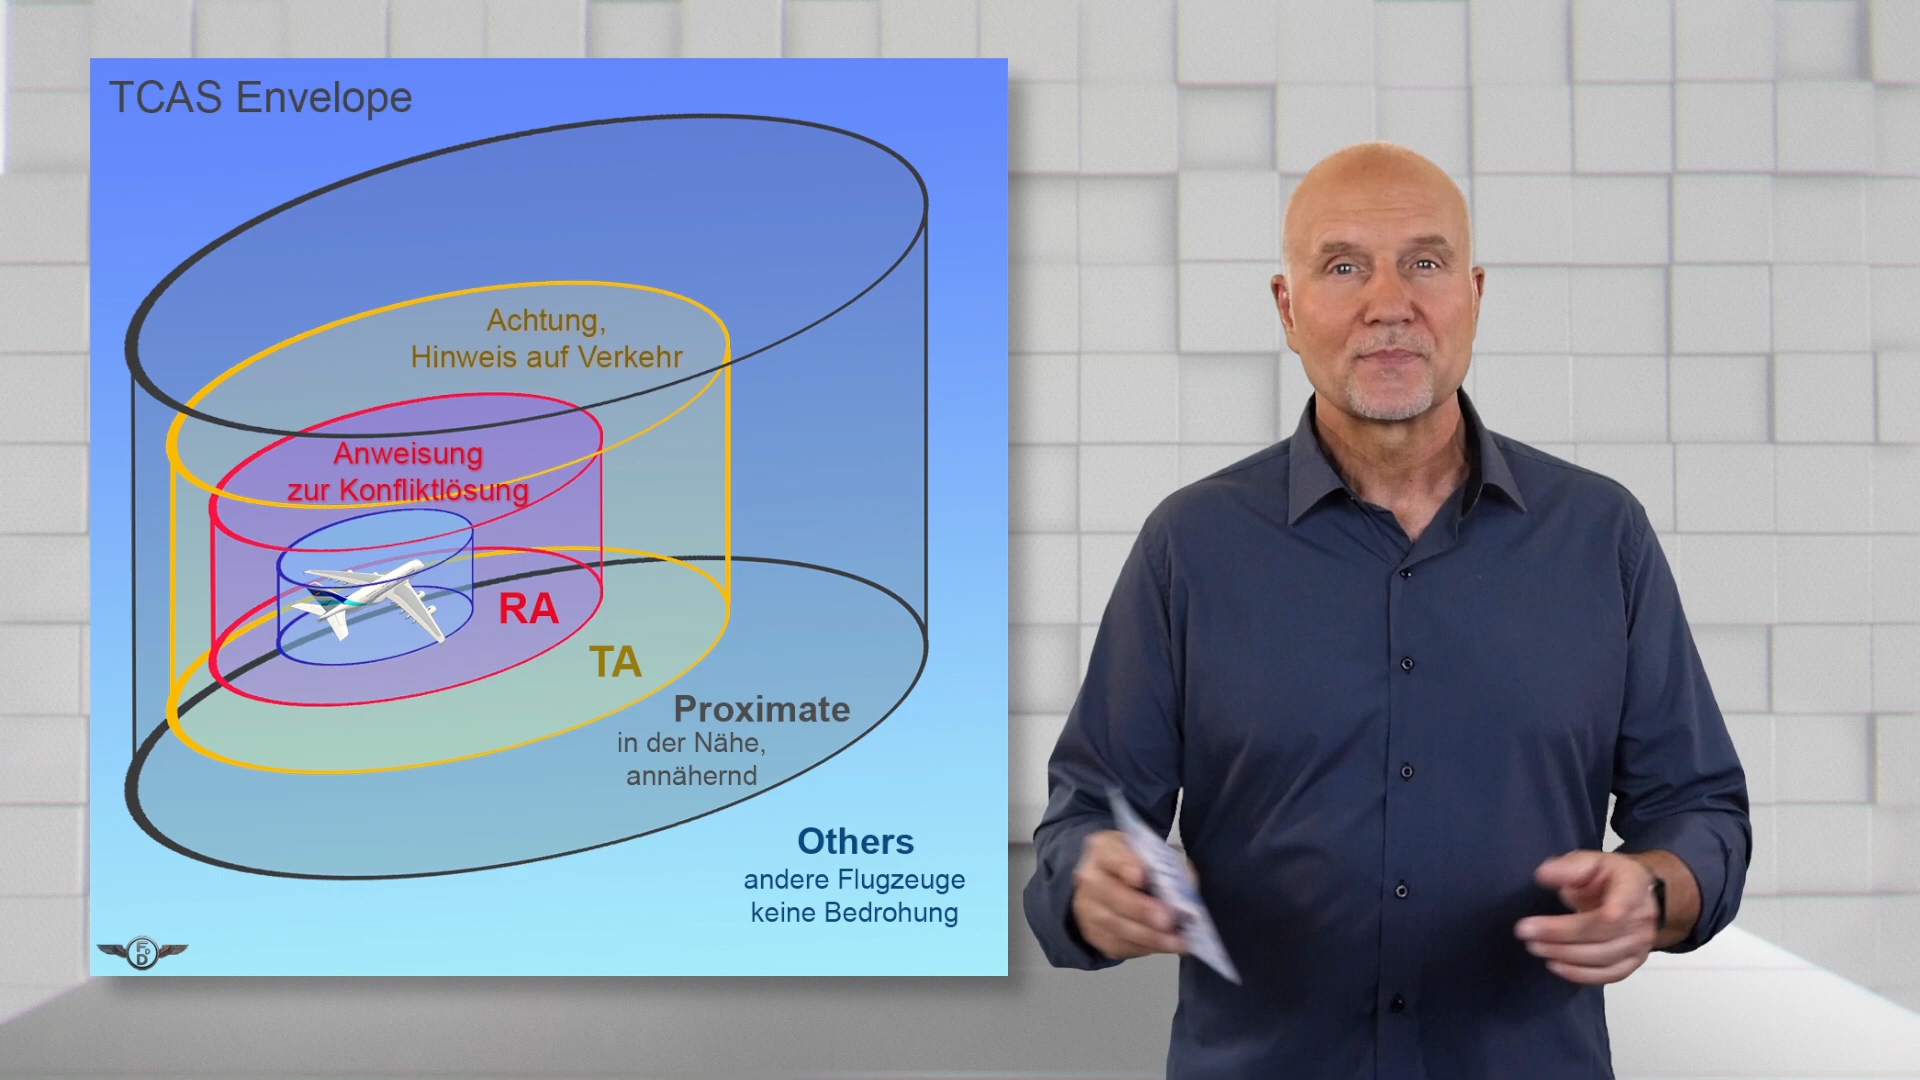 TCAS Envelope
Achtung,
Hinweis auf Verkehr
Anweisung
zur Konfliktlösung
RA
TA
Proximate
in der Nähe,
annähernd
Others
andere Flugzeuge
keine Bedrohung
F
D
D